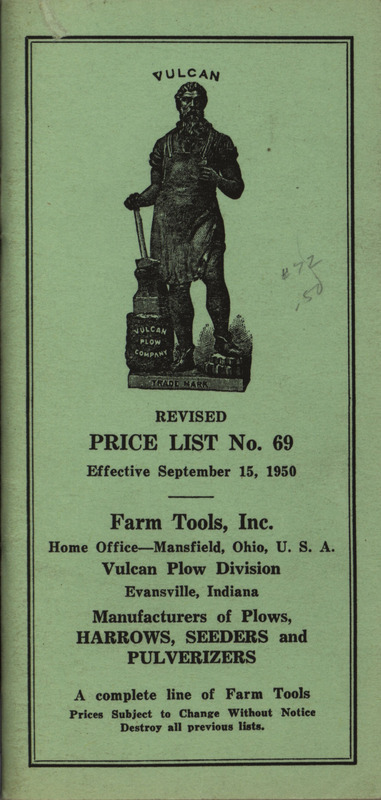 VULCAN
#72
.50
VULCAN
PLOW
COMPANY
TRADE MARK
REVISED
PRICE LIST No. 69
Effective September 15, 1950
Farm Tools, Inc.
Home Office—Mansfield, Ohio, U. S. A.
Vulcan Plow Division
Evansville, Indiana
Manufacturers of Plows,
HARROWS, SEEDERS and
PULVERIZERS
A complete line of Farm Tools
Prices Subject to Change Without Notice
Destroy all previous lists.